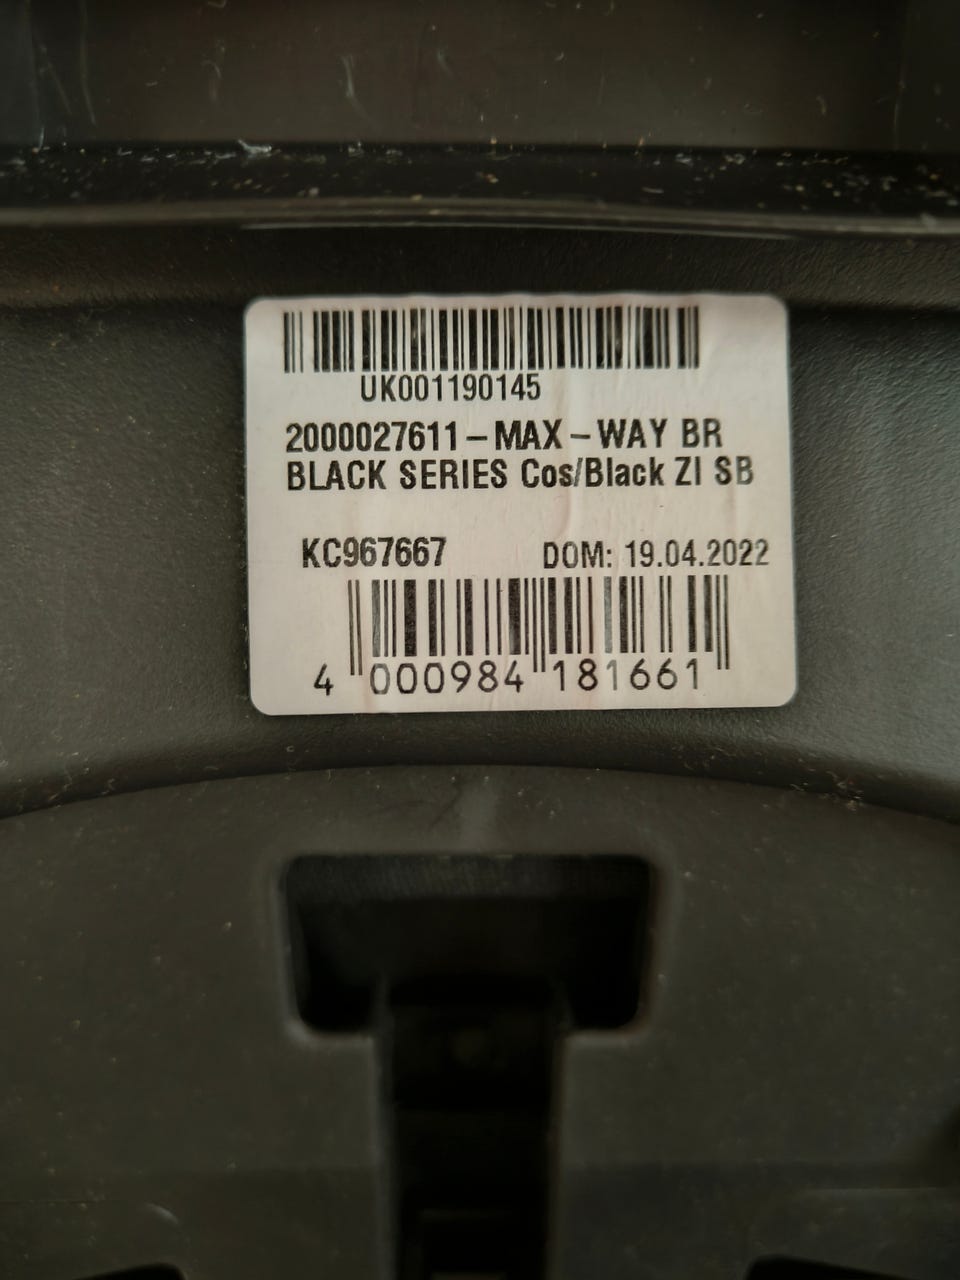 UK001190145
2000027611-MAX-WAY BR
BLACK SERIES Cos/Black ZI SB
KC967667 DOM: 19.04.2022
4 000984 181661